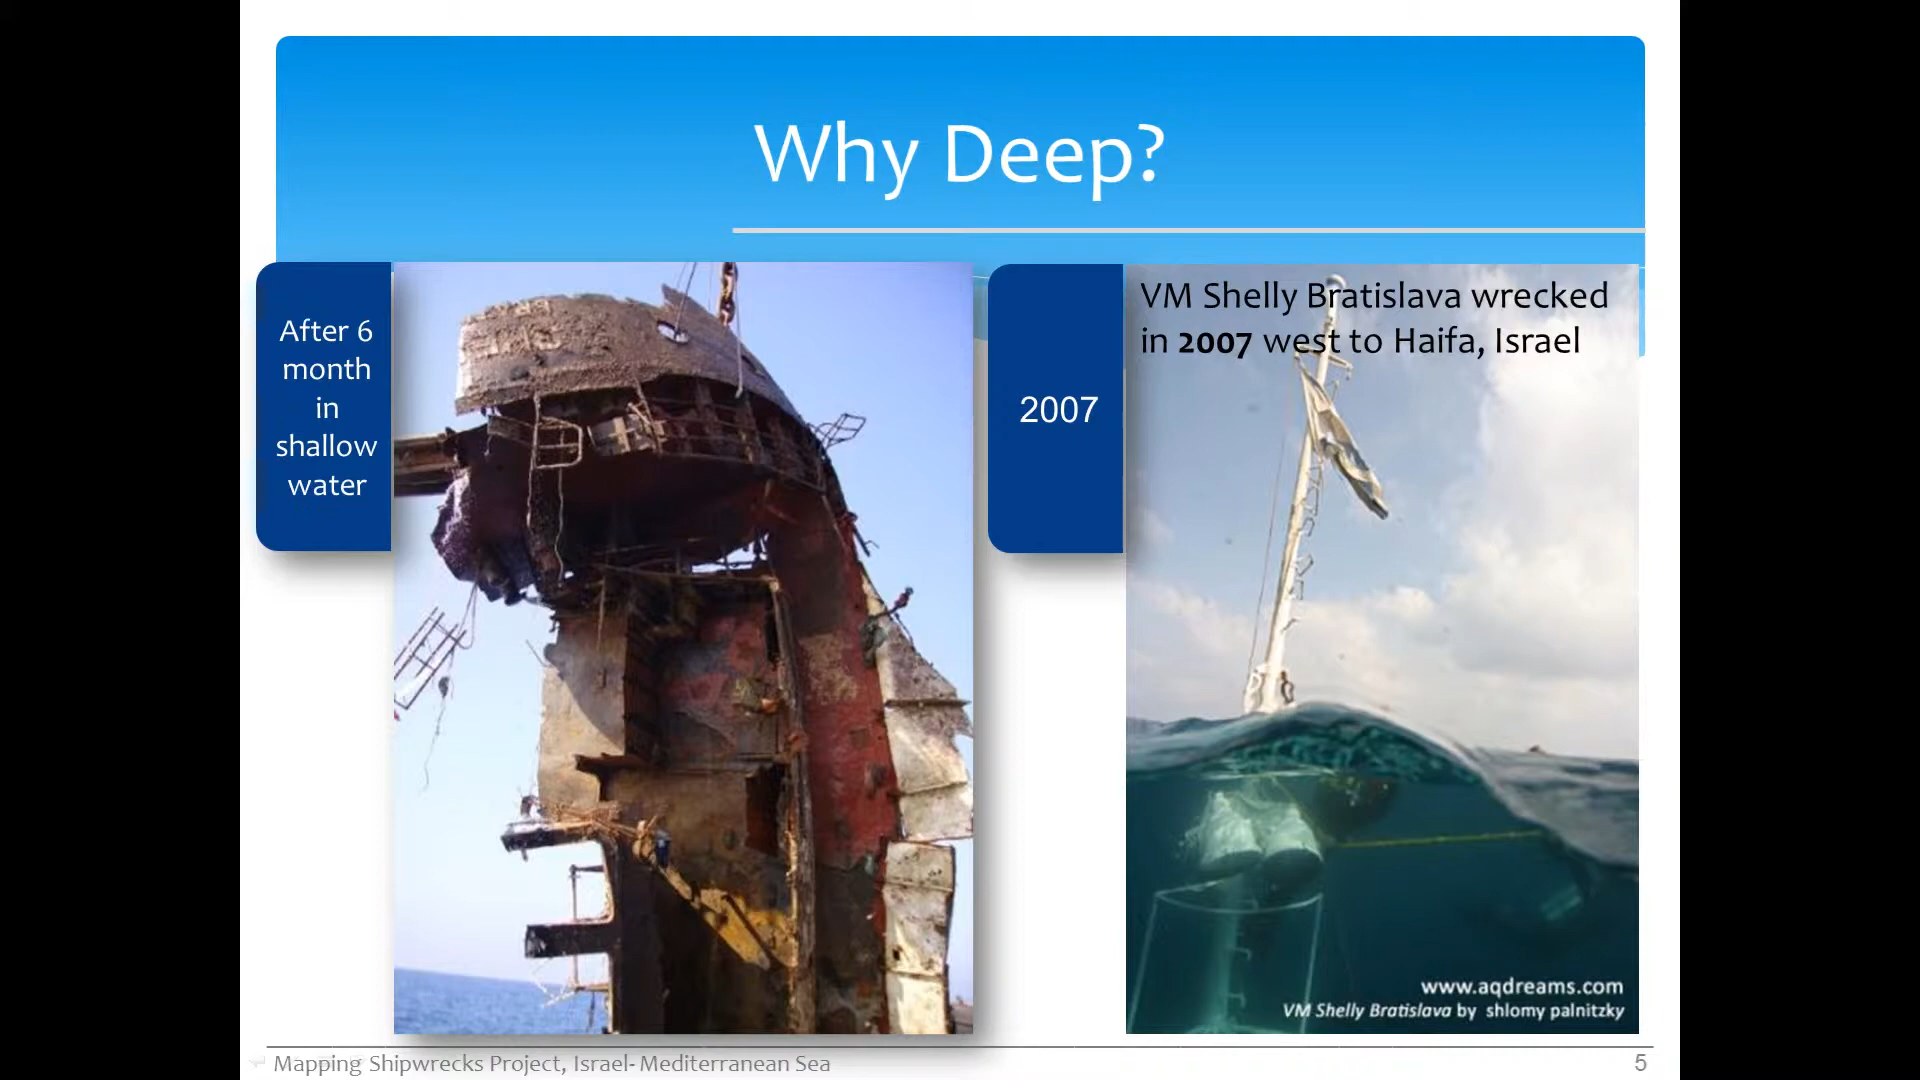 Why Deep?
After 6
month
in
shallow
water
2007
VM Shelly Bratislava wrecked
in 2007 west to Haifa, Israel
www.aqdreams.com
VM Shelly Bratislava by shlomy palnitzky
Mapping Shipwrecks Project, Israel- Mediterranean Sea
5